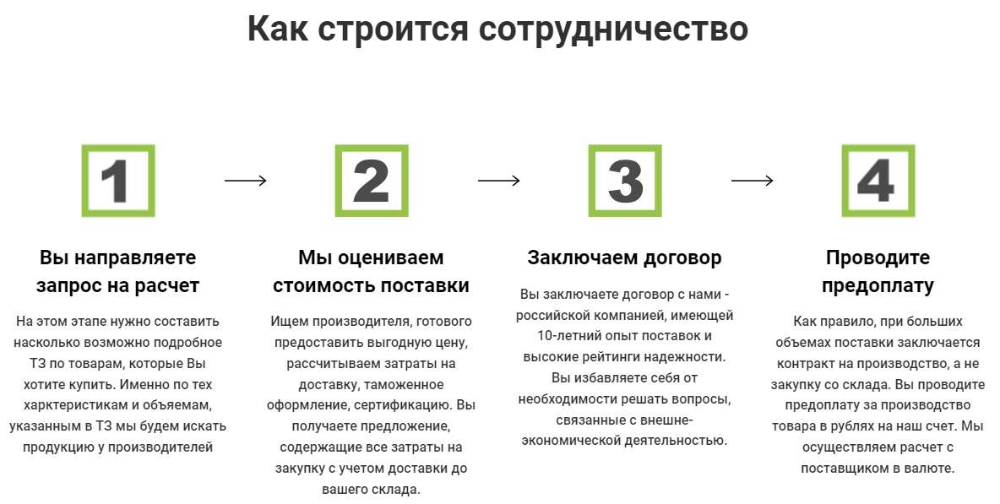 Как строится сотрудничество
1
Вы направляете
запрос на расчет
На этом этапе нужно составить
насколько возможно подробное
ТЗ по товарам, которые Вы
хотите купить. Именно по тех
харктеристикам и объяемам,
указанным в ТЗ мы будем искать
продукцию у производителей
2
Мы оцениваем
стоимость поставки
Ищем производителя, готового
предоставить выгодную цену,
рассчитываем затраты на
доставку, таможенное
оформление, сертификацию. Вы
получаете предложение,
содержащие все затраты на
закупку с учетом доставки до
вашего склада.
3
Заключаем договор
Вы заключаете договор с нами -
российской компанией, имеющей
10-летний опыт поставок и
высокие рейтинги надежности.
Вы избавляете себя от
необходимости решать вопросы,
связанные с внешне-
экономической деятельностью.
4
Проводите
предоплату
Как правило, при больших
объемах поставки заключается
контракт на производство, а не
закупку со склада. Вы проводите
предоплату за производство
товара в рублях на наш счет. Мы
осуществляем расчет с
поставщиком в валюте.